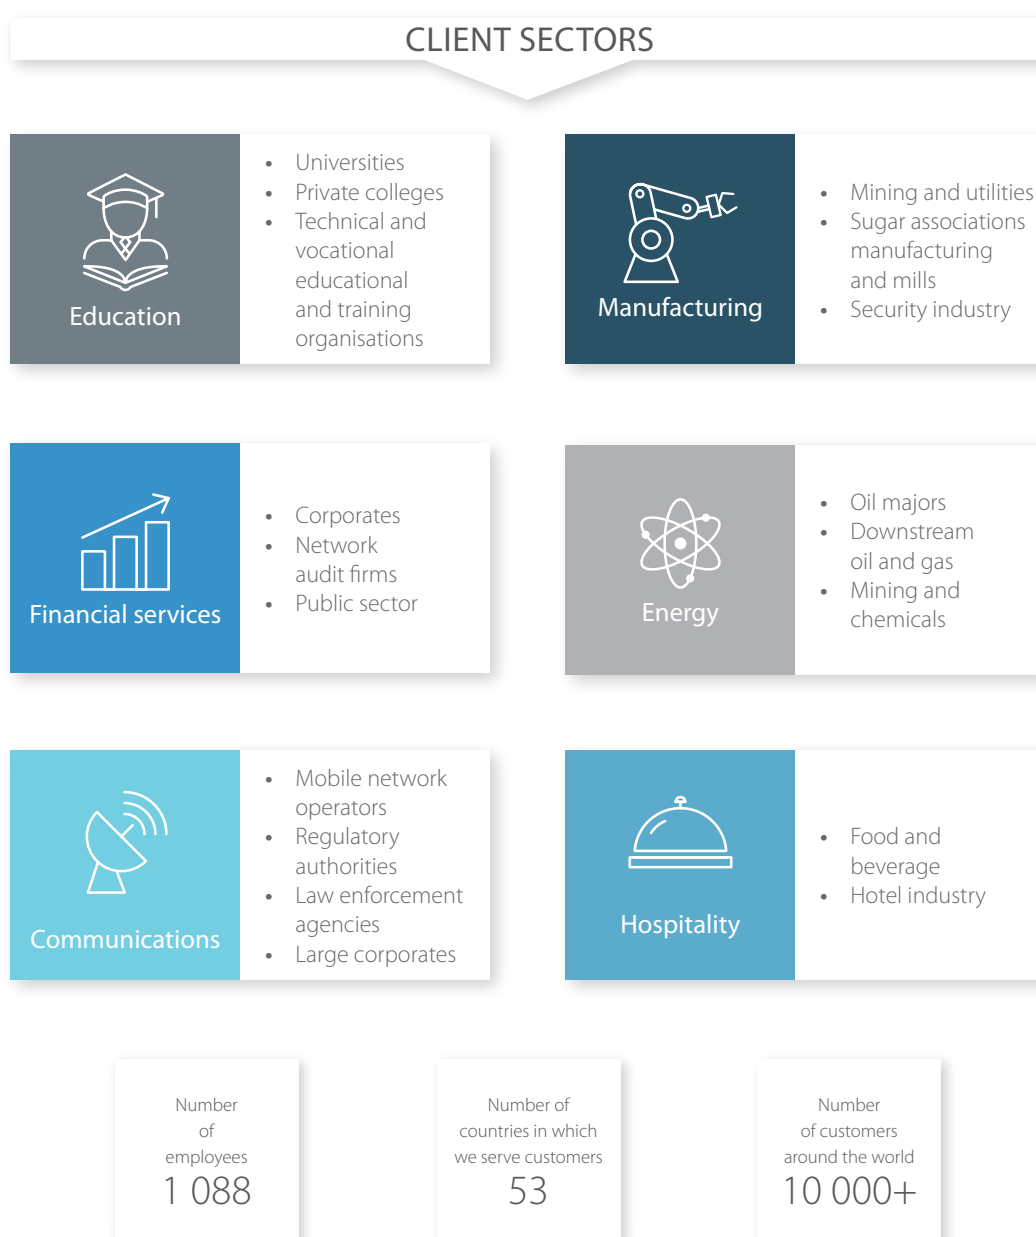 CLIENT SECTORS
Education
• Universities
• Private colleges
• Technical and
vocational
educational
and training
organisations
Manufacturing
• Mining and utilities
• Sugar associations
manufacturing
and mills
• Security industry
Financial services
• Corporates
• Network
audit firms
• Public sector
Energy
• Oil majors
• Downstream
oil and gas
• Mining and
chemicals
Communications
• Mobile network
operators
• Regulatory
authorities
• Law enforcement
agencies
• Large corporates
Hospitality
• Food and
beverage
• Hotel industry
Number
of
employees
1 088
Number of
countries in which
we serve customers
53
Number
of customers
around the world
10 000+